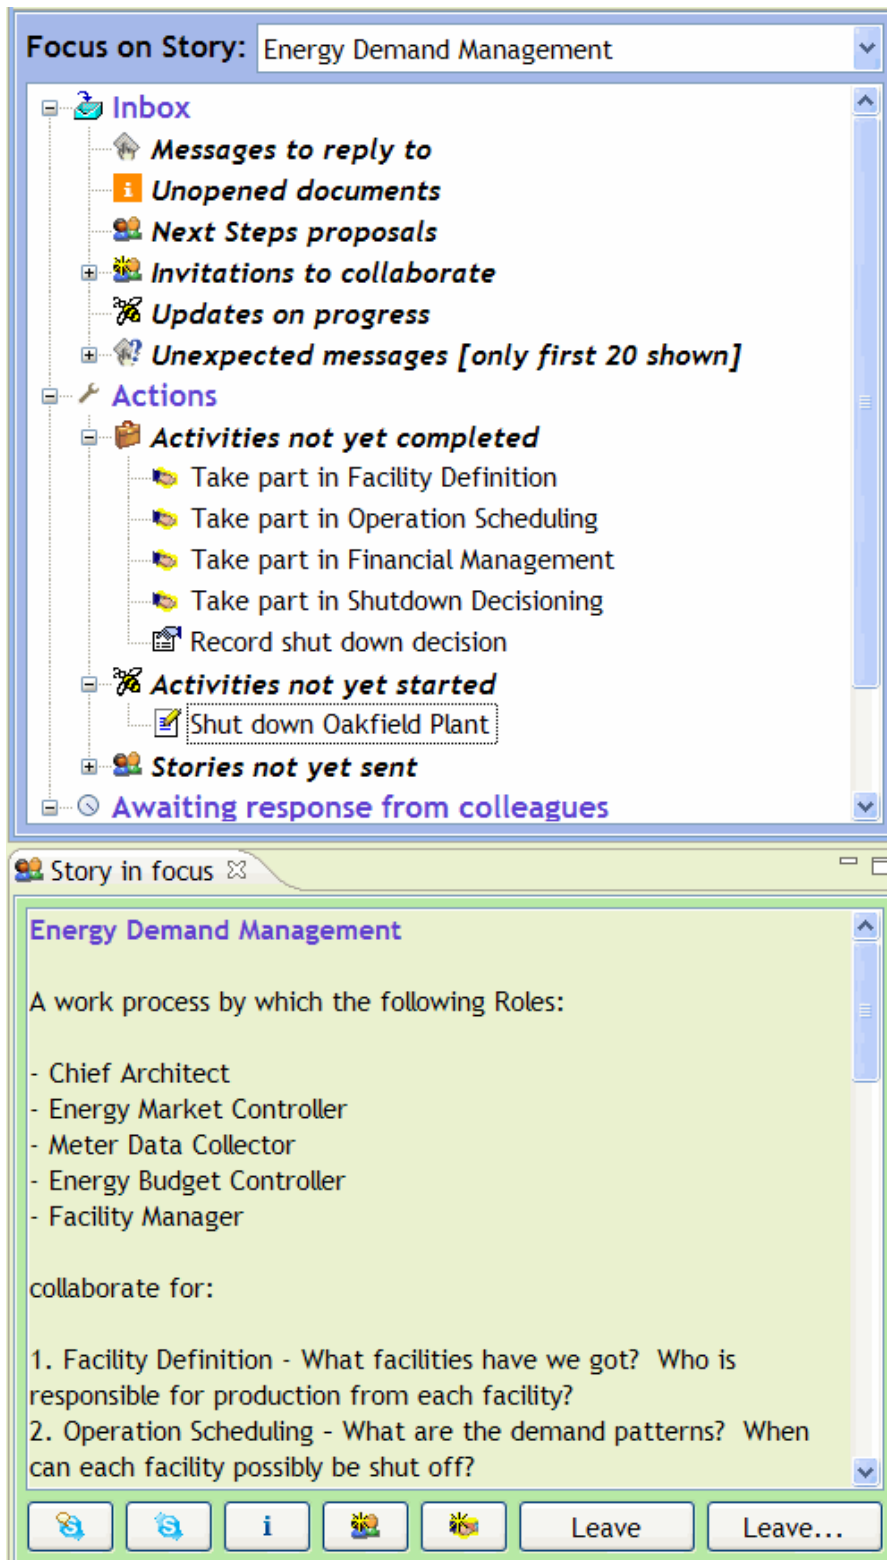 Focus on Story: Energy Demand Management
Inbox
Messages to reply to
i Unopened documents
Next Steps proposals
Invitations to collaborate
Updates on progress
Unexpected messages [only first 20 shown]
Actions
Activities not yet completed
Take part in Facility Definition
Take part in Operation Scheduling
Take part in Financial Management
Take part in Shutdown Decisioning
Record shut down decision
Activities not yet started
Shut down Oakfield Plant
Stories not yet sent
Awaiting response from colleagues
Story in focus
Energy Demand Management
A work process by which the following Roles:
- Chief Architect
- Energy Market Controller
- Meter Data Collector
- Energy Budget Controller
- Facility Manager
collaborate for:
1. Facility Definition - What facilities have we got?  Who is
responsible for production from each facility?
2. Operation Scheduling – What are the demand patterns?  When
can each facility possibly be shut off?
i Leave Leave...